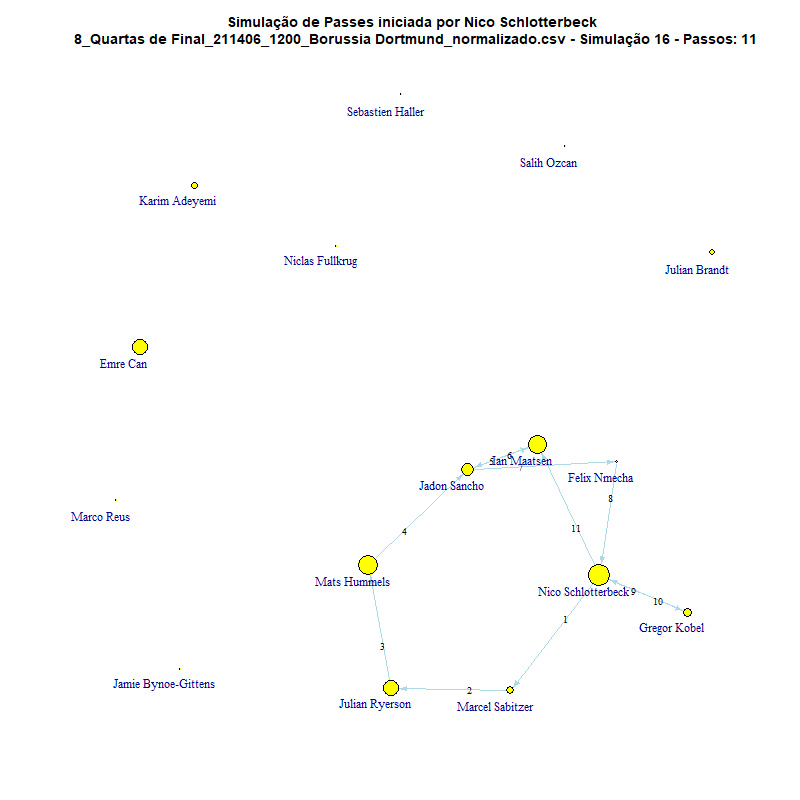 Simulação de Passes iniciada por Nico Schlotterbeck
8_Quartas de Final_211406_1200_Borussia Dortmund_normalizado.csv - Simulação 16 - Passos: 11
Sebastien Haller
Salih Ozcan
Karim Adeyemi
Niclas Fullkrug
Julian Brandt
Emre Can
5 6
Ian Maatsen
7
Felix Nmecha
Jadon Sancho
8
Marco Reus
4
11
Mats Hummels
Nico Schlotterbeck
9
10
1
Gregor Kobel
3
Jamie Bynoe-Gittens
2
Julian Ryerson
Marcel Sabitzer